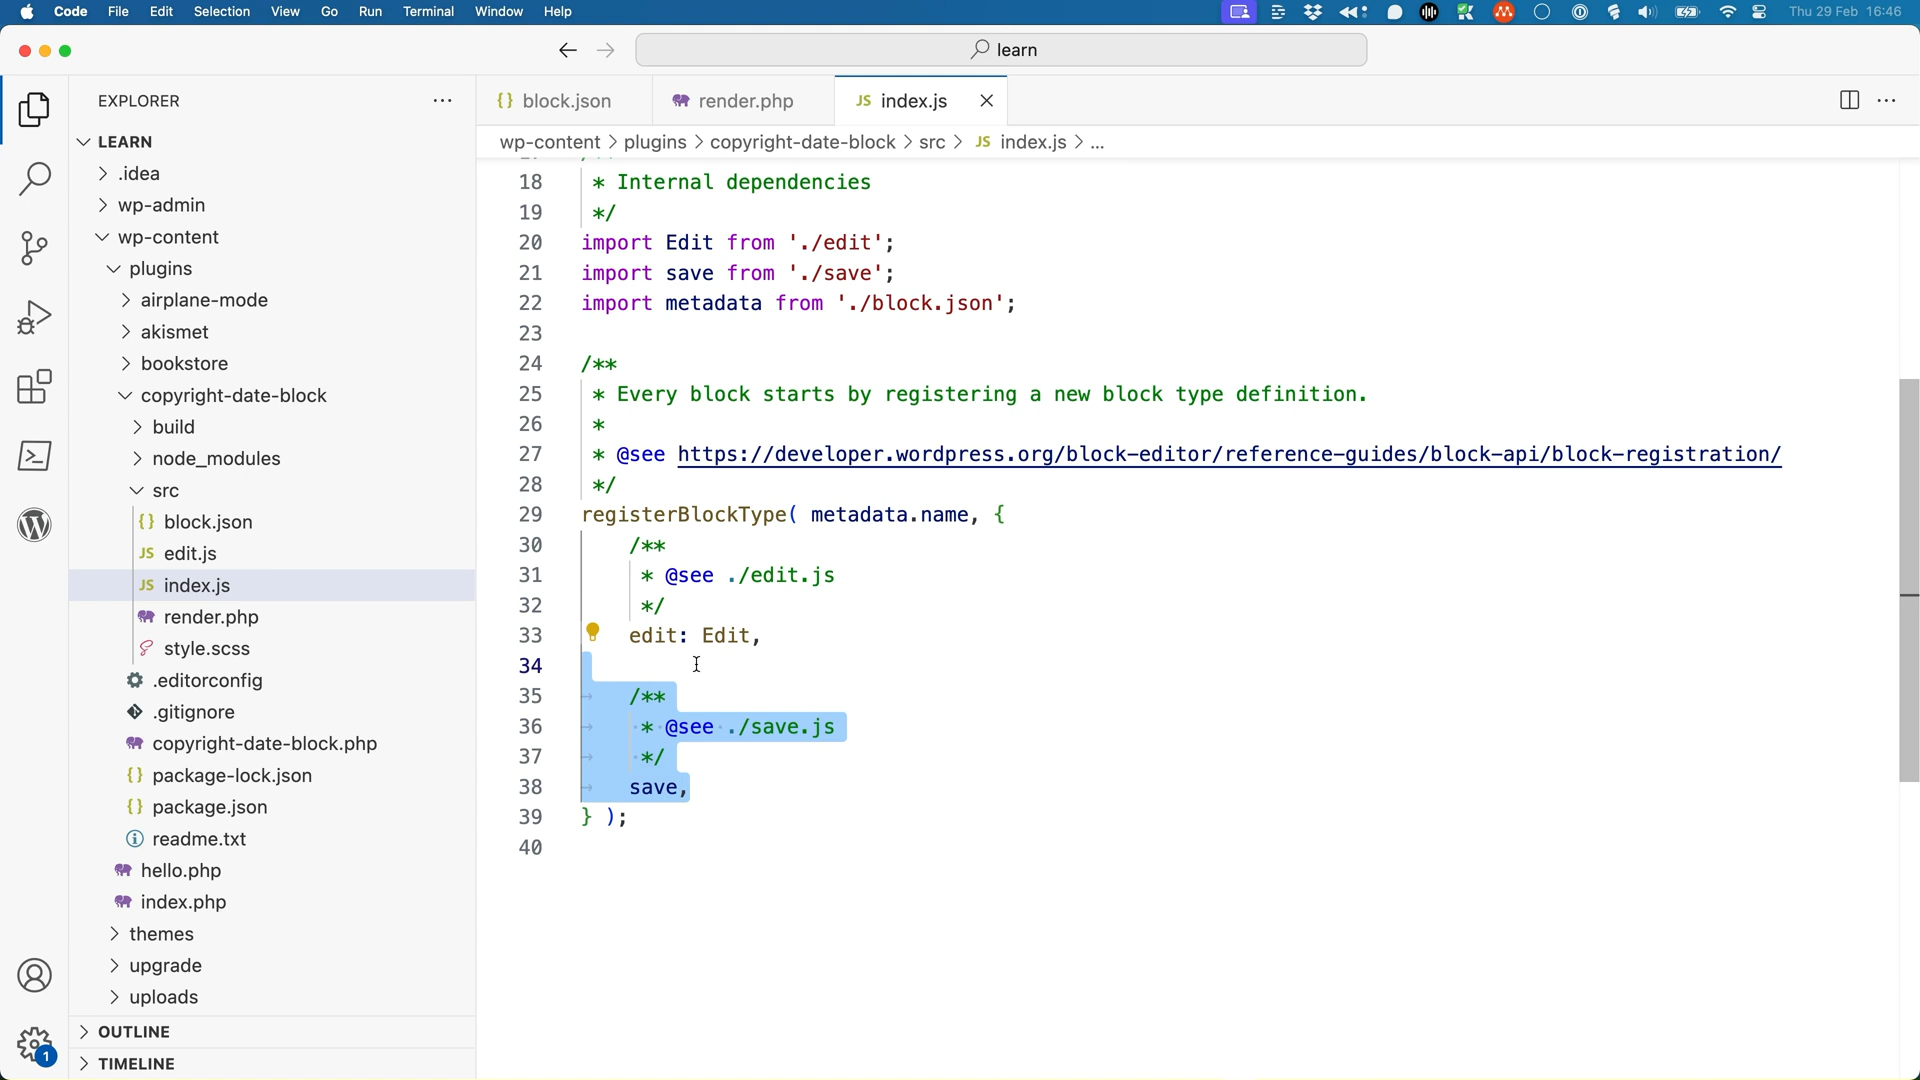 Code File Edit Selection View Go Run Terminal Window Help Thu 29 Feb 16:46
learn
EXPLORER
LEARN
.idea
wp-admin
wp-content
plugins
airplane-mode
akismet
bookstore
copyright-date-block
build
node_modules
src
block.json
edit.js
index.js
render.php
style.scss
.editorconfig
.gitignore
copyright-date-block.php
package-lock.json
package.json
readme.txt
hello.php
index.php
themes
upgrade
uploads
OUTLINE
TIMELINE
1
{} block.json render.php JS index.js
wp-content > plugins > copyright-date-block > src > JS index.js > ...
18 * Internal dependencies
19 */
20 import Edit from './edit';
21 import save from './save';
22 import metadata from './block.json';
23
24 /**
25 * Every block starts by registering a new block type definition.
26 *
27 * @see https://developer.wordpress.org/block-editor/reference-guides/block-api/block-registration/
28 */
29 registerBlockType( metadata.name, {
30 /**
31 * @see ./edit.js
32 */
33 edit: Edit,
34
35 /**
36 * @see ./save.js
37 */
38 save,
39 } );
40